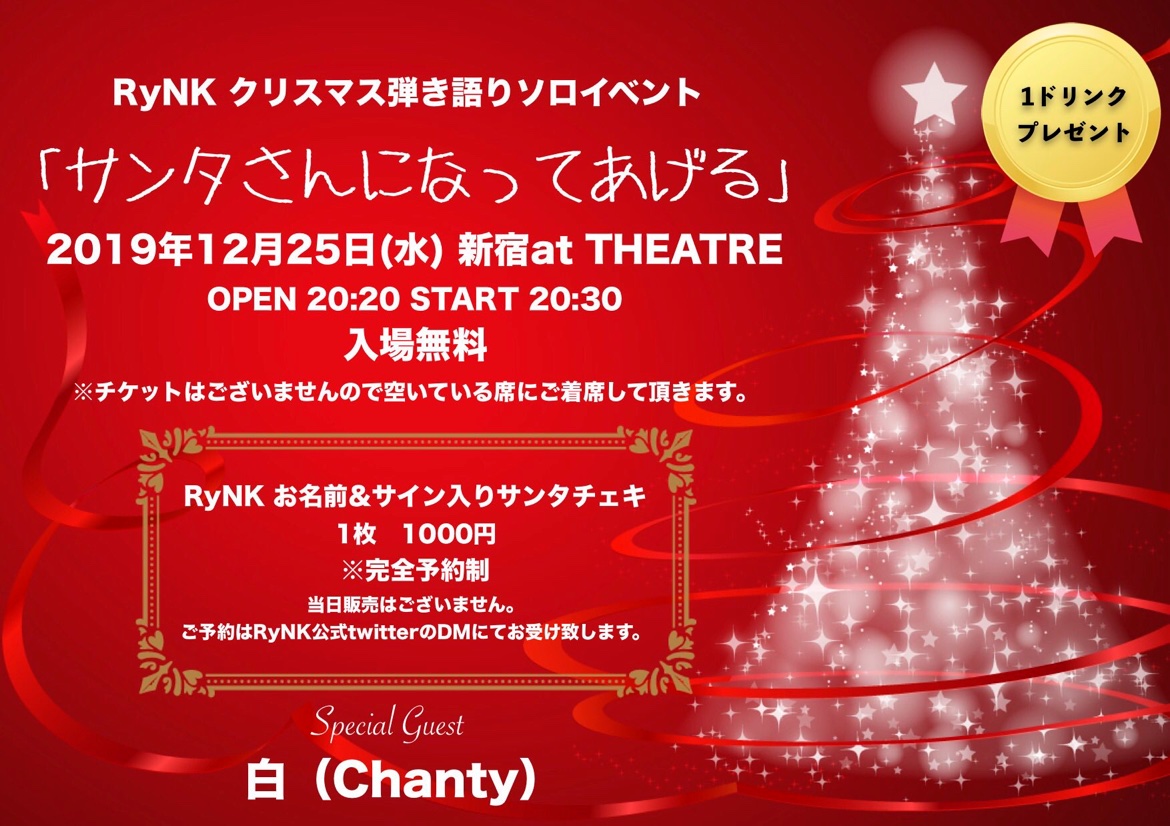 RyNK クリスマス弾き語りソロイベント
1ドリンク
プレゼント
「サンタさんになってあげる」
2019年12月25日(水) 新宿at THEATRE
OPEN 20:20 START 20:30
入場無料
※チケットはございませんので空いている席にご着席して頂きます。
RyNK お名前&サイン入りサンタチェキ
1枚　1000円
※完全予約制
当日販売はございません。
ご予約はRyNK公式twitterのDMにてお受け致します。
Special Guest
白（Chanty）